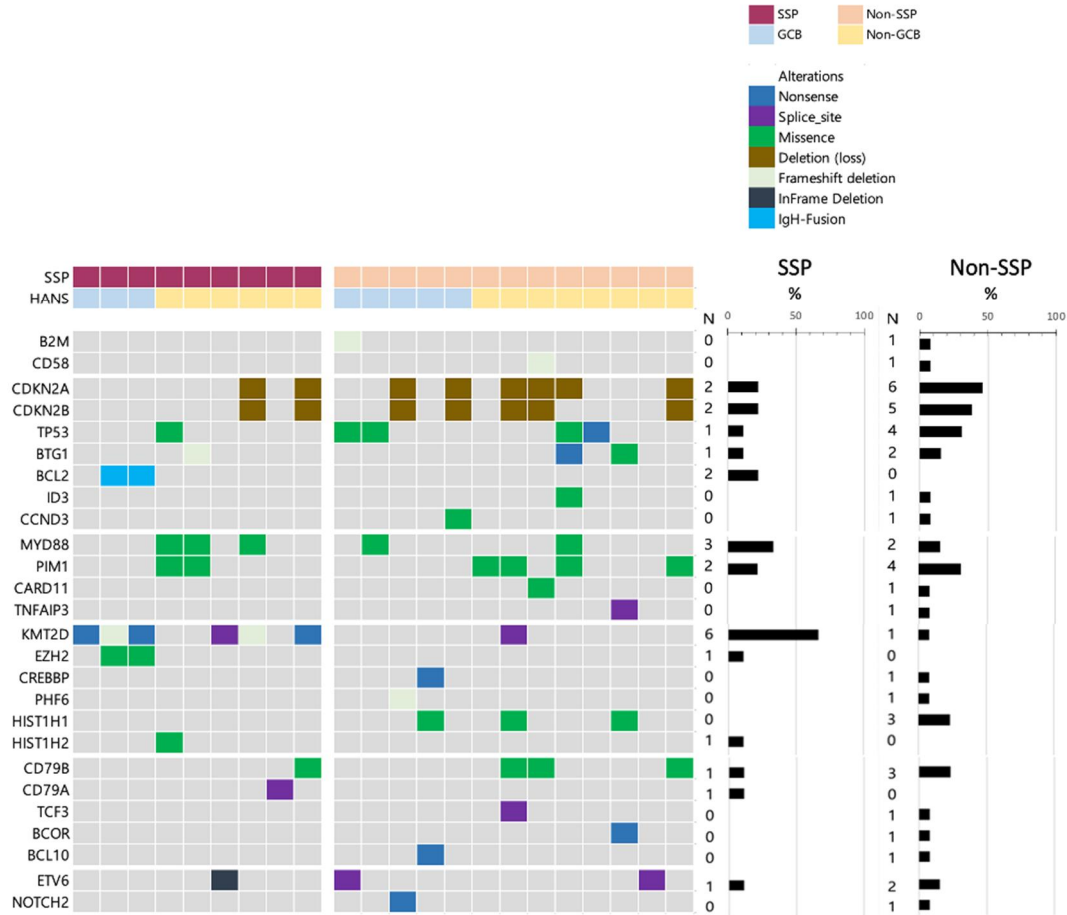 SSP Non-SSP
GCB Non-GCB
Alterations
Nonsense
Splice_site
Missence
Deletion (loss)
Frameshift deletion
InFrame Deletion
IgH-Fusion
SSP Non-SSP
% %
SSP
HANS
N 0 50 100 N 0 50 100
B2M 0 1
CD58 0 1
CDKN2A 2 6
CDKN2B 2 5
TP53 1 4
BTG1 1 2
BCL2 2 0
ID3 0 1
CCND3 0 1
MYD88 3 2
PIM1 2 4
CARD11 0 1
TNFAIP3 0 1
KMT2D 6 1
EZH2 1 0
CREBBP 0 1
PHF6 0 1
HIST1H1 0 3
HIST1H2 1 0
CD79B 1 3
CD79A 1 0
TCF3 0 1
BCOR 0 1
BCL10 0 1
ETV6 1 2
NOTCH2 0 1